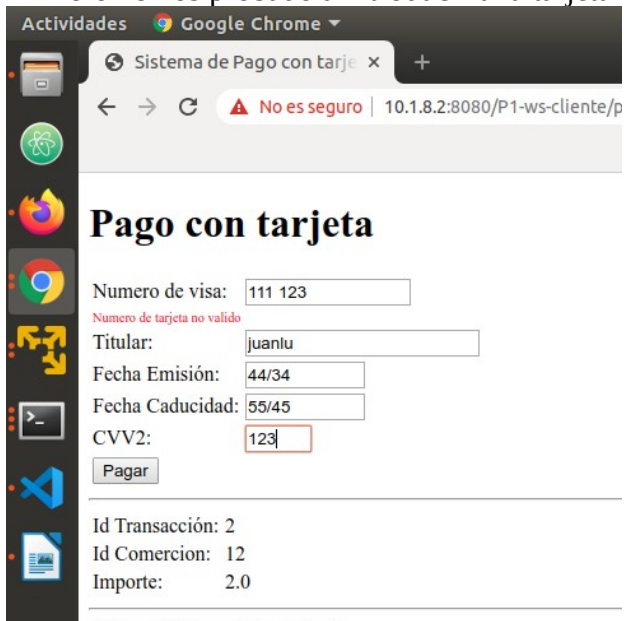 Actividades Google Chrome
Sistema de Pago con tarje
No es seguro | 10.1.8.2:8080/P1-ws-cliente/p
Pago con tarjeta
Numero de visa: 111 123
Numero de tarjeta no valido
Titular: juanlu
Fecha Emisión: 44/34
Fecha Caducidad: 55/45
CVV2: 123
Pagar
Id Transacción: 2
Id Comercion: 12
Importe: 2.0